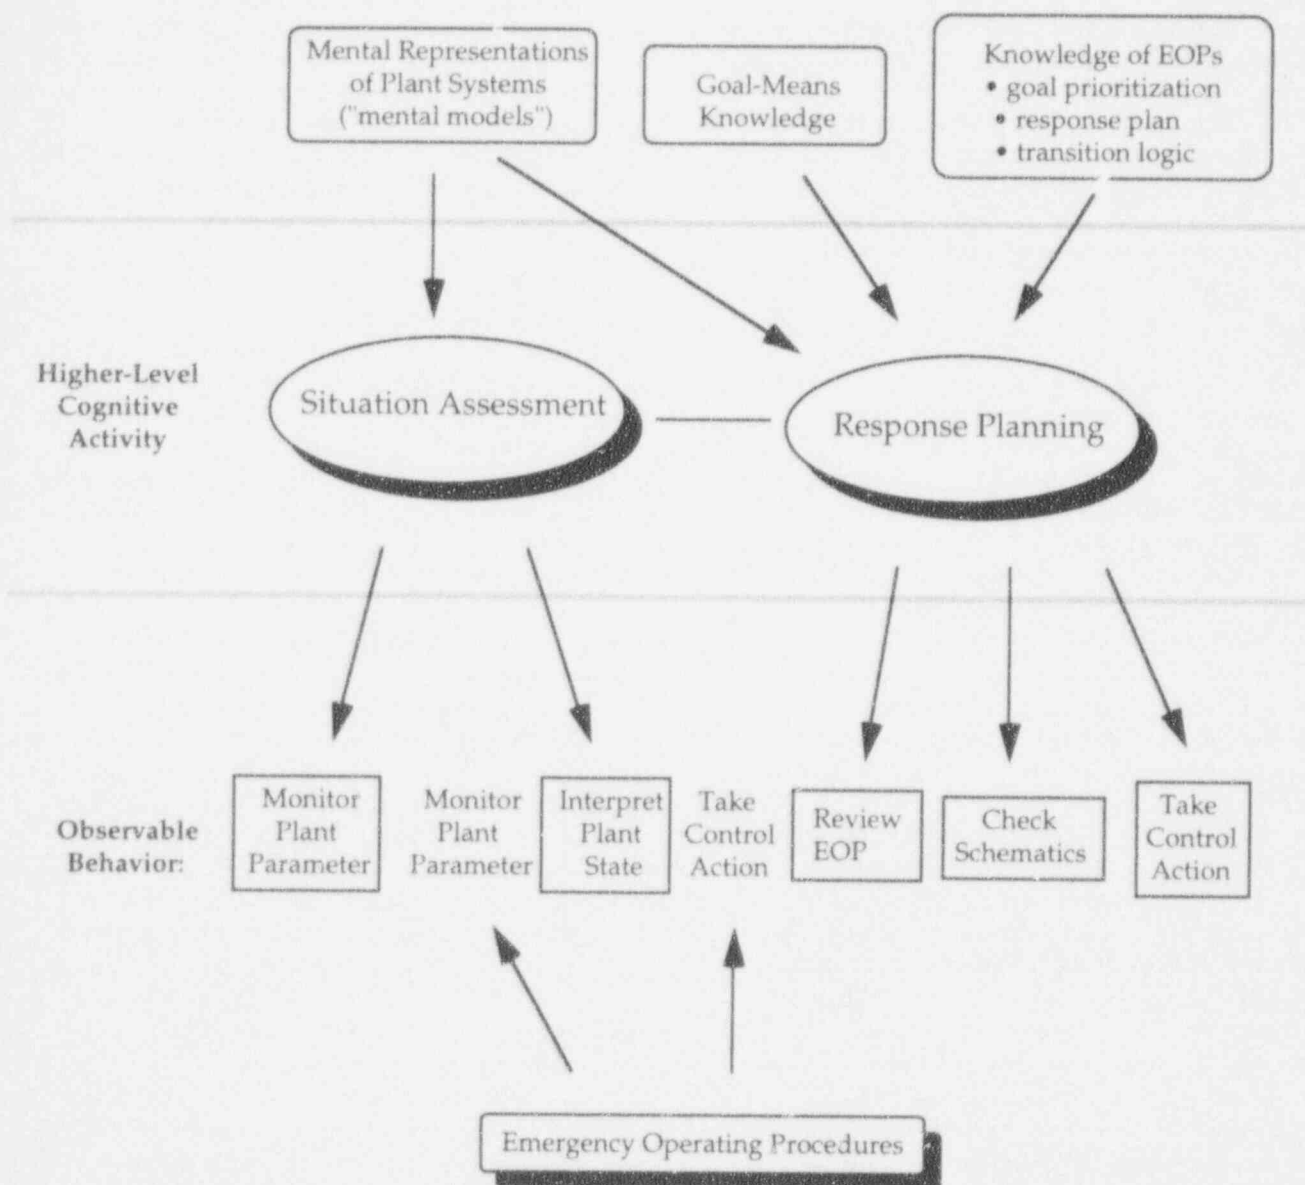 Mental Representations
of Plant Systems
("mental models")
Goal-Means
Knowledge
Knowledge of EOPs
• goal prioritization
• response plan
• transition logic
Higher-Level
Cognitive
Activity
Situation Assessment
Response Planning
Observable
Behavior:
Monitor
Plant
Parameter
Monitor
Plant
Parameter
Interpret
Plant
State
Take
Control
Action
Review
EOP
Check
Schematics
Take
Control
Action
Emergency Operating Procedures